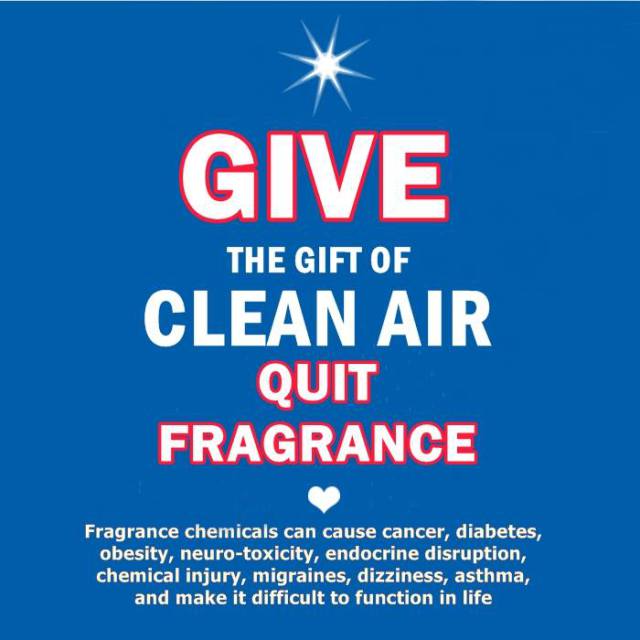 GIVE
THE GIFT OF
CLEAN AIR
QUIT
FRAGRANCE
Fragrance chemicals can cause cancer, diabetes,
obesity, neuro-toxicity, endocrine disruption,
chemical injury, migraines, dizziness, asthma,
and make it difficult to function in life